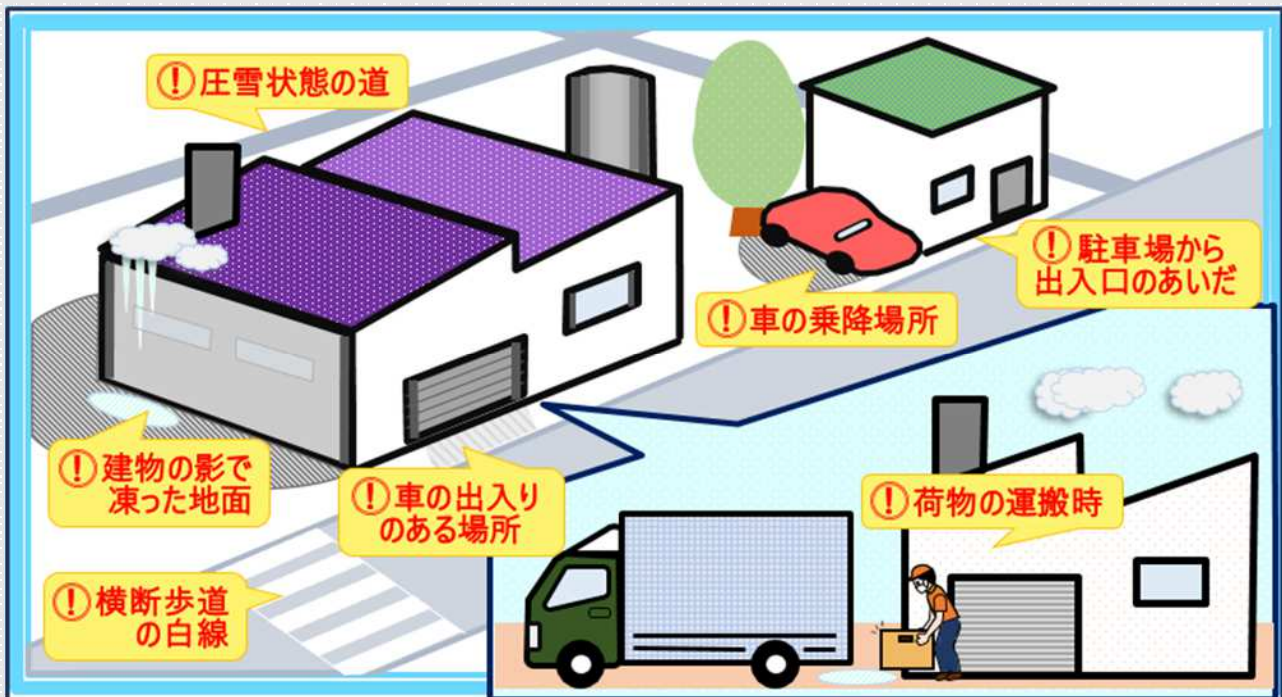 ! 圧雪状態の道
! 駐車場から
出入口のあいだ
! 車の乗降場所
! 建物の影で
凍った地面
! 車の出入り
のある場所
! 荷物の運搬時
! 横断歩道
の白線